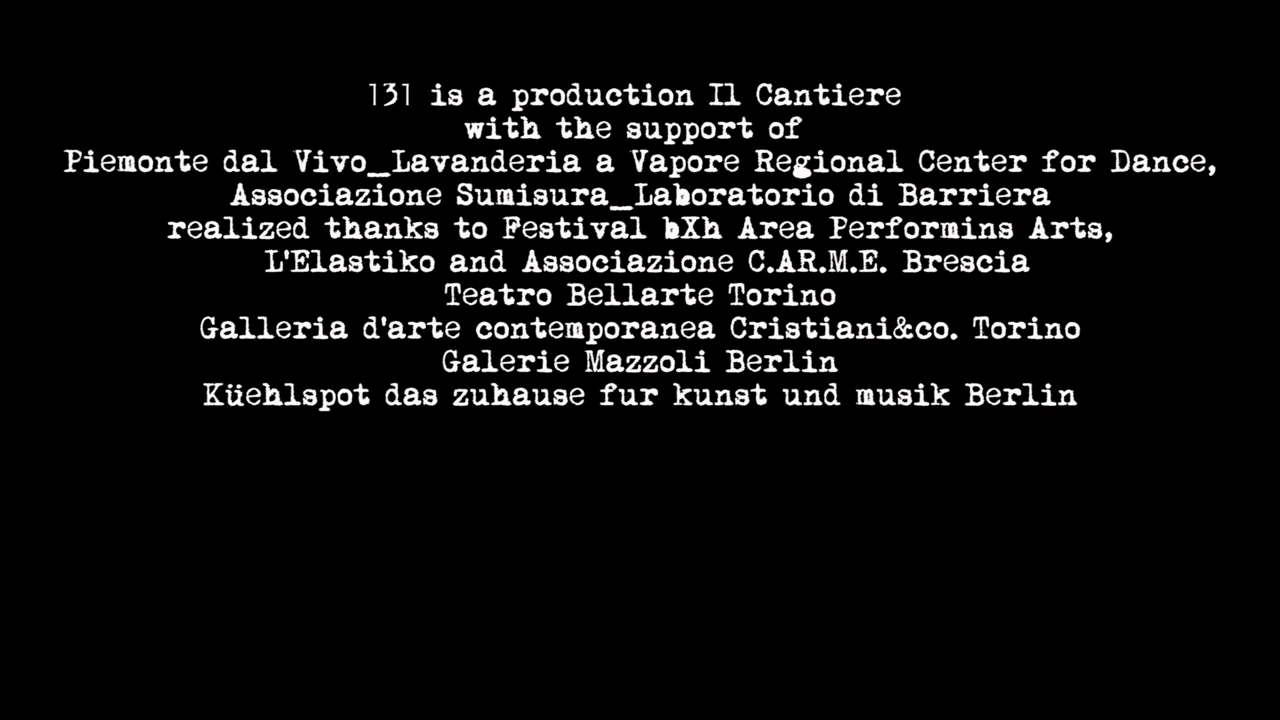 131 is a production Il Cantiere
with the support of
Piemonte dal Vivo_Lavanderia a Vapore Regional Center for Dance,
Associazione Sumisura_Laboratorio di Barriera
realized thanks to Festival bXh Area Performins Arts,
L'Elastiko and Associazione C.AR.M.E. Brescia
Teatro Bellarte Torino
Galleria d'arte contemporanea Cristiani&co. Torino
Galerie Mazzoli Berlin
Küehlspot das zuhause fur kunst und musik Berlin